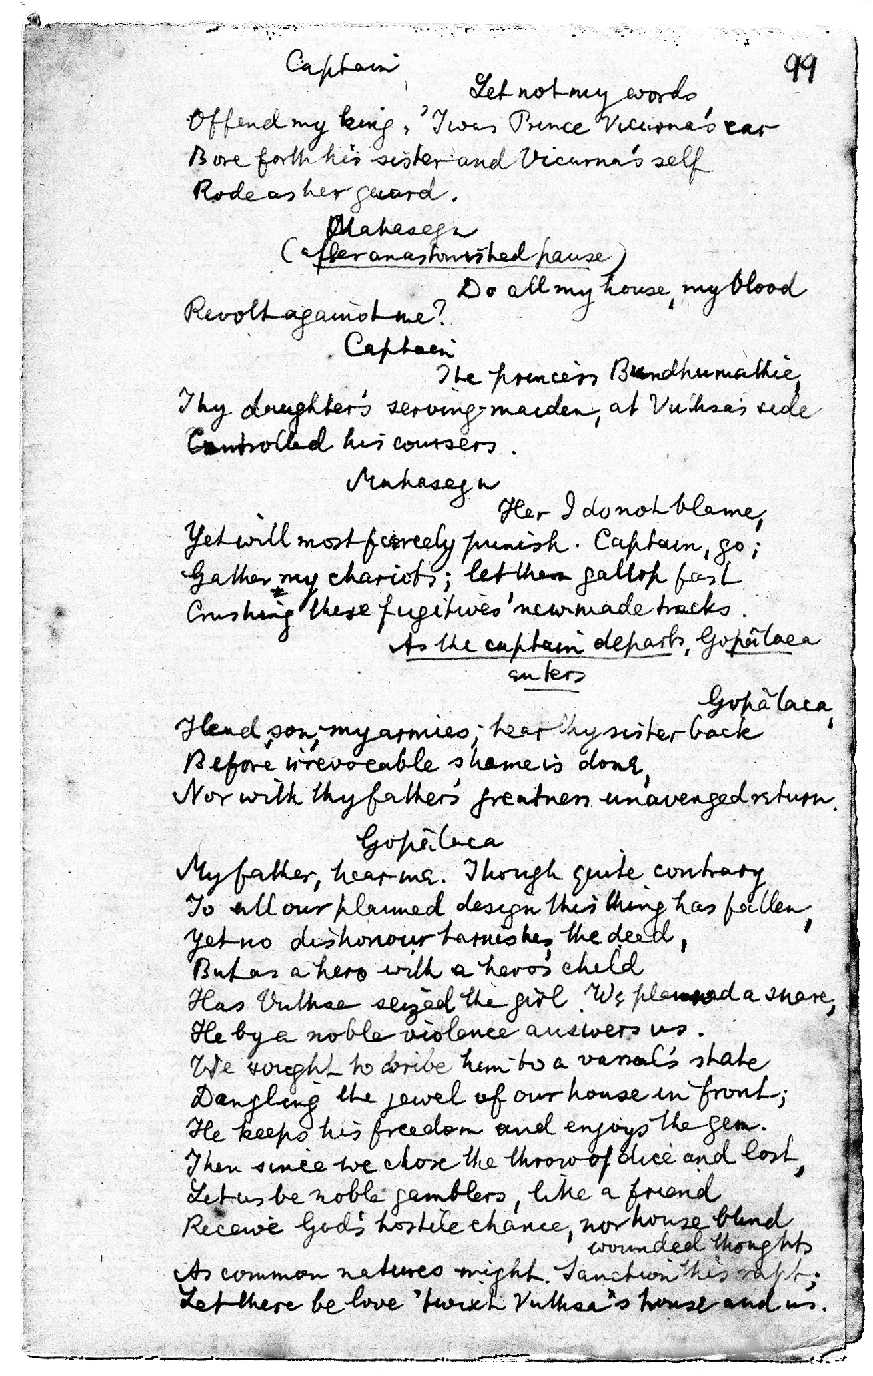 99
Captain
Let not my words
Offend my king. 'Twas Prince Vicurna's car
Bore forth his sister and Vicurna's self
Rode as her guard.
Mahasegn
(after an astonished pause)
Do all my house, my blood
Revolt against me?
Captain
The princess Bundhumathie,
Thy daughter's serving-maiden, at Vuthsa's side
Controlled his coursers.
Mahasegn
Her I do not blame,
Yet will most fiercely punish. Captain, go;
Gather my chariots; let them gallop fast
Crushing these fugitives' newmade tracks.
As the captain departs, Gopâlaca
enters
Gopâlaca,
Head, son, my armies; bear thy sister back
Before irrevocable shame is done,
Nor with thy father's greatness unavenged return.
Gopâlaca
My father, hear me. Though quite contrary
To all our planned design this thing has fallen,
Yet no dishonour tarnishes the deed,
But as a hero with a hero's child
Has Vuthsa seized the girl. We planned a snare,
He by a noble violence answers us.
We sought to bribe him to a vassal's state
Dangling the jewel of our house in front;
He keeps his freedom and enjoys the gem.
Then since we chose the throw of dice and lost,
Let us be noble gamblers, like a friend
Receive God's hostile chance, nor house blind
wounded thoughts
As common natures might. Sanction this rapt;
Let there be love 'twixt Vuthsa's house and us.